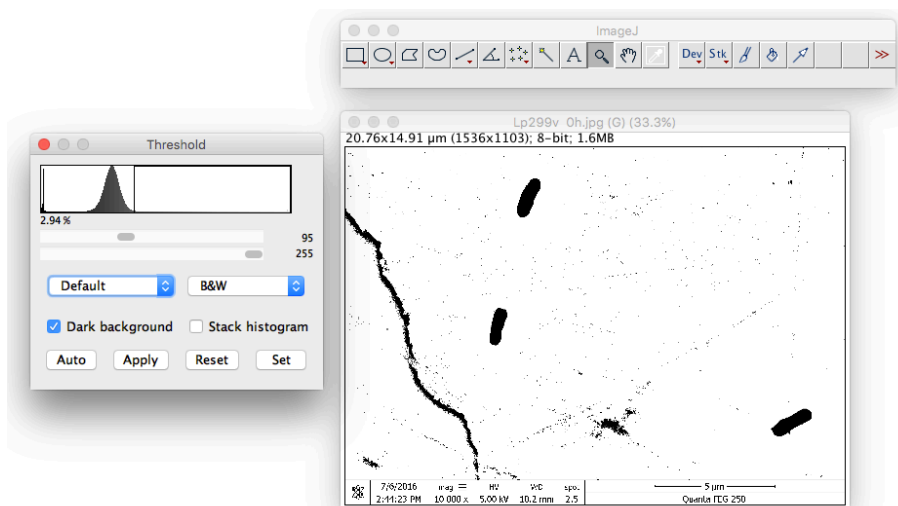 ImageJ
A
Dev Stk
>>
Lp299v 0h.jpg (G) (33.3%)
20.76x14.91 µm (1536x1103); 8-bit; 1.6MB
Threshold
2.94 %
95
255
Default B&W
Dark background Stack histogram
Auto Apply Reset Set
7/6/2016 mag HV WD spot
2:44:23 PM 10 000 x 5.00 kV 10.2 mm 2.5
5 µm
Quanta FEG 250